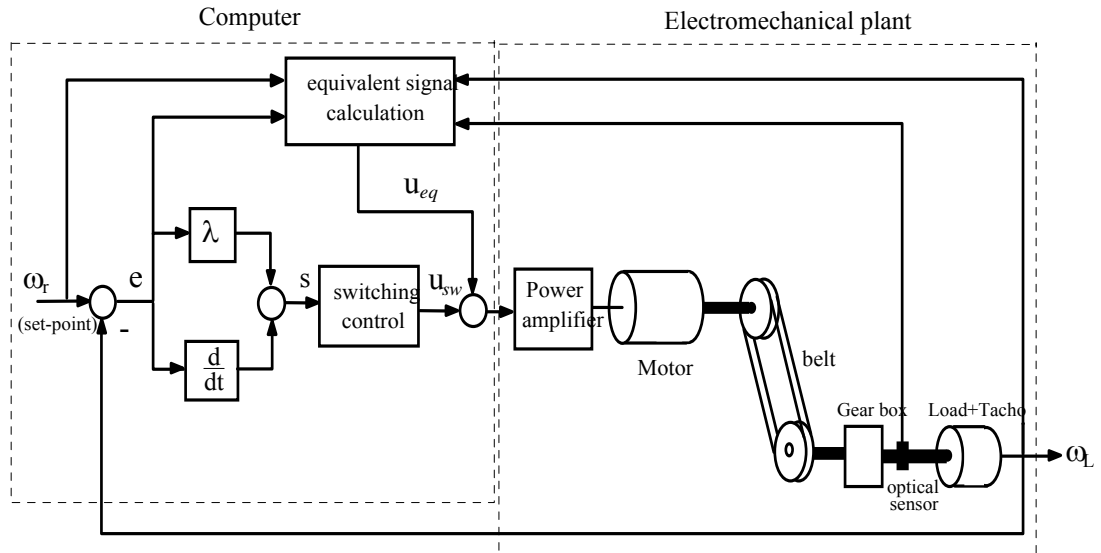 Computer
Electromechanical plant
equivalent signal
calculation
u_eq
λ
ω_r
e
s
u_sw
(set-point)
-
switching
control
d
dt
Power
amplifier
Motor
belt
Gear box
Load+Tacho
ω_L
optical
sensor